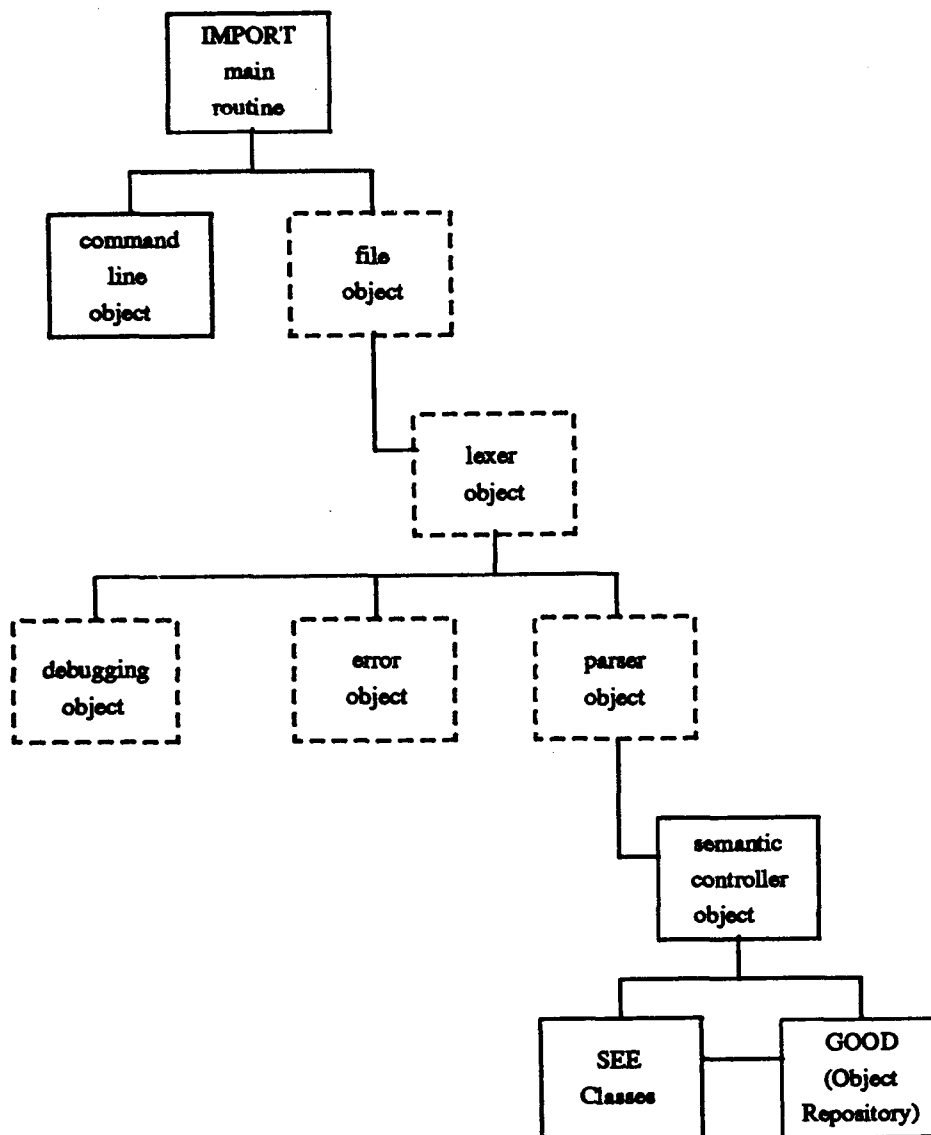 IMPORT
main
routine
command
line
object
file
object
lexer
object
debugging
object
error
object
parser
object
semantic
controller
object
SEE
Classes
GOOD
(Object
Repository)